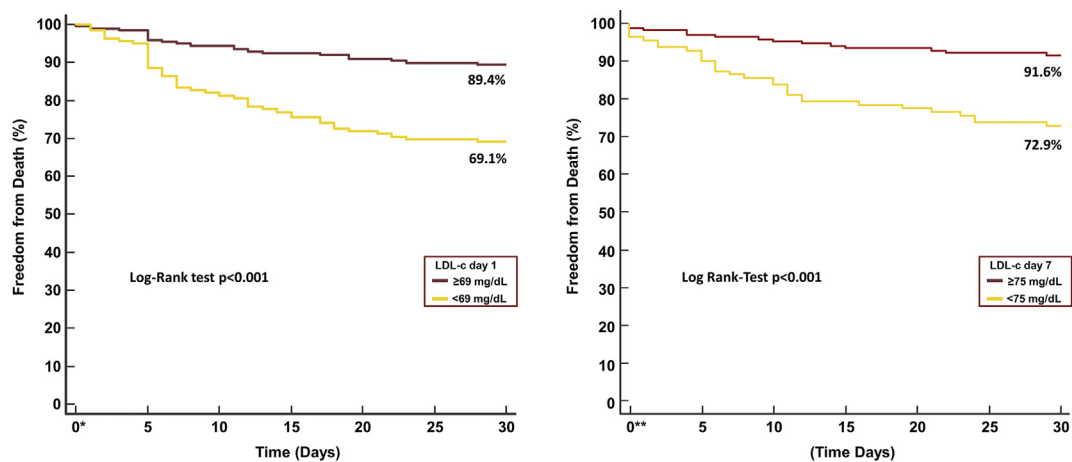 Freedom from Death (%)
100
90
80
70
60
50
40
30
20
10
0
89.4%
69.1%
Log-Rank test p<0.001
LDL-c day 1
≥69 mg/dL
<69 mg/dL
0* 5 10 15 20 25 30
Time (Days)
Freedom from Death (%)
100
90
80
70
60
50
40
30
20
10
0
91.6%
72.9%
Log Rank-Test p<0.001
LDL-c day 7
≥75 mg/dL
<75 mg/dL
0** 5 10 15 20 25 30
(Time Days)